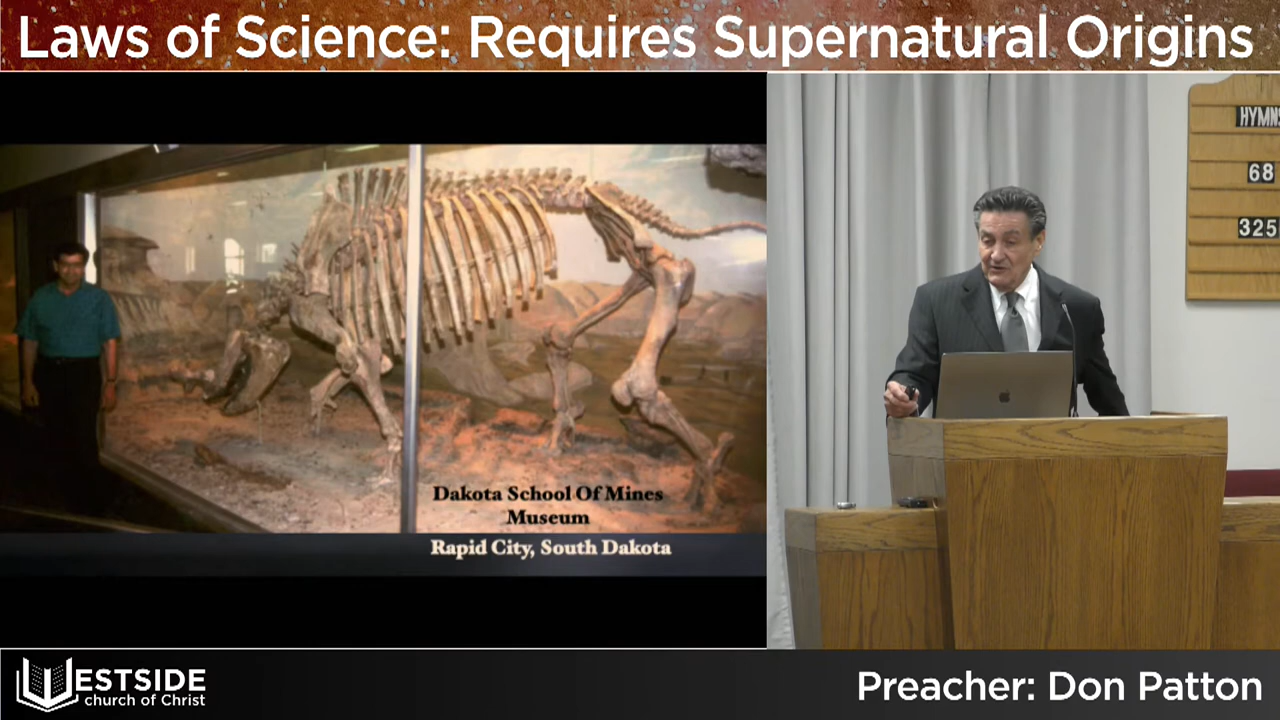 Laws of Science: Requires Supernatural Origins
Dakota School Of Mines
Museum
Rapid City, South Dakota
HYMNS
68
325
WESTSIDE
church of Christ
Preacher: Don Patton